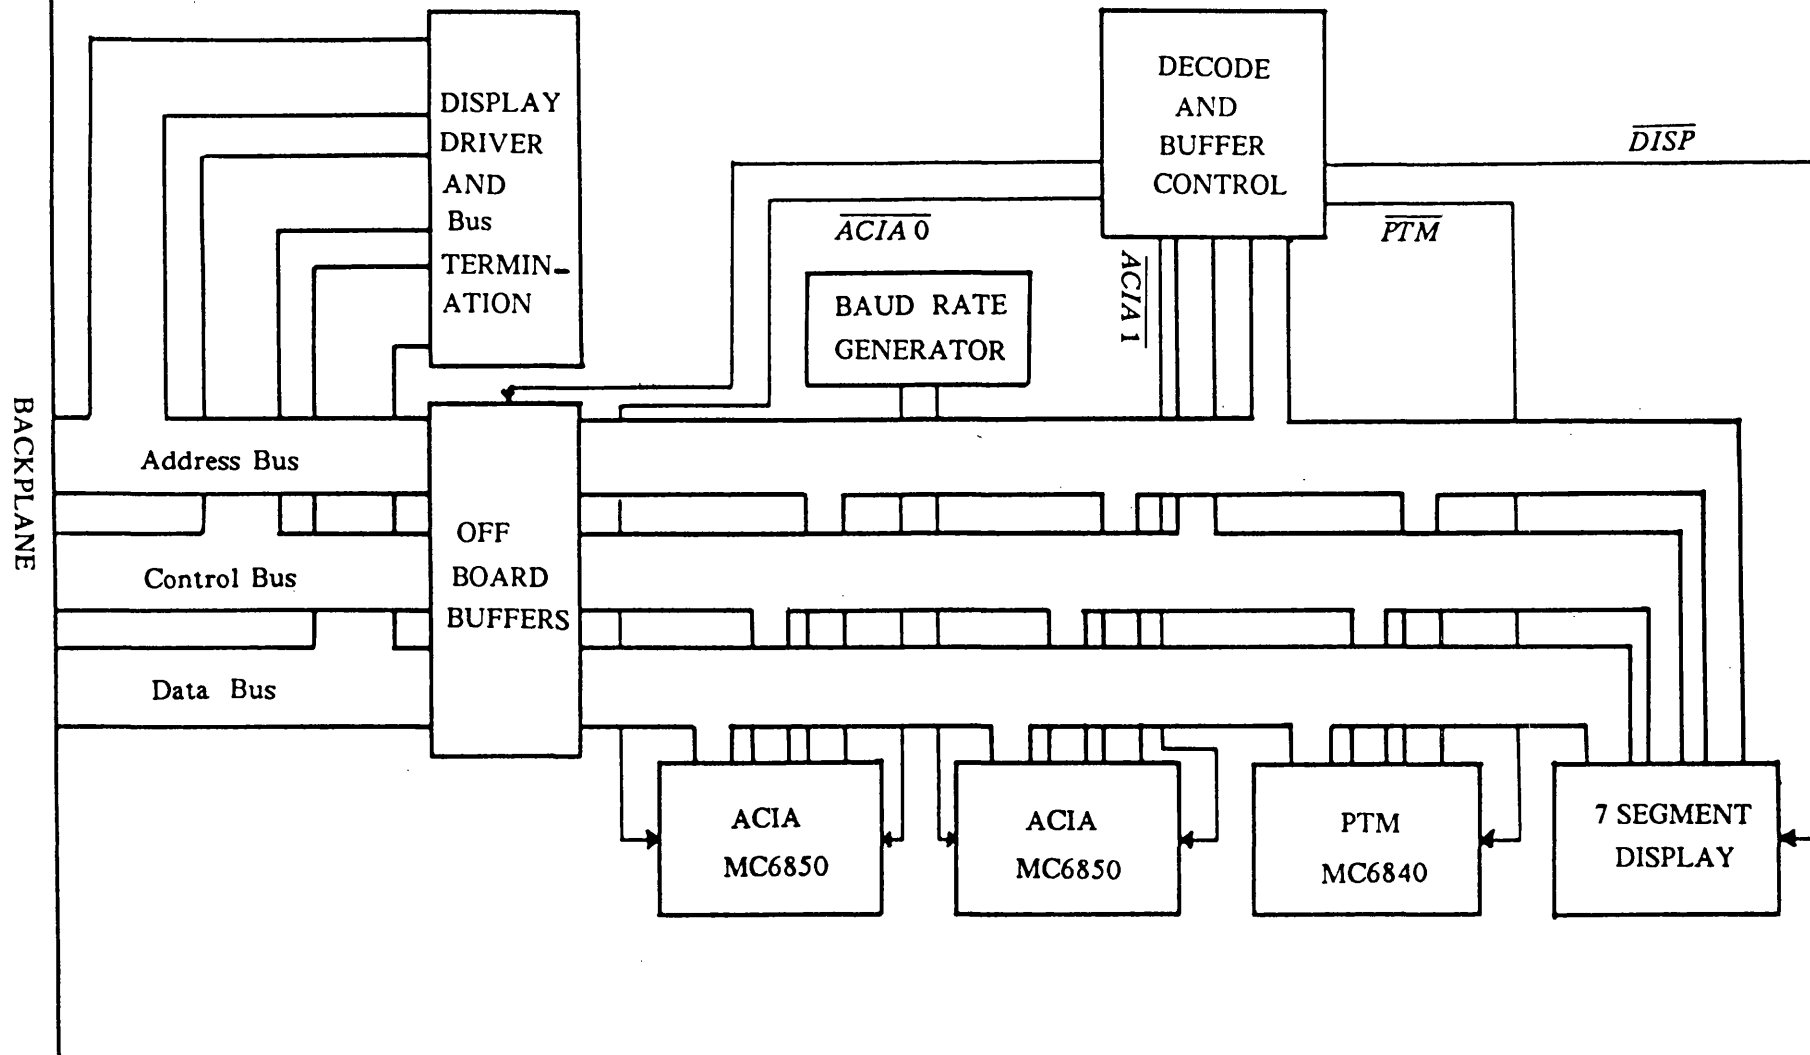 DISPLAY
DRIVER
AND
Bus
TERMIN-
ATION
DECODE
AND
BUFFER
CONTROL
DISP
ACIA 0
PTM
ACIA 1
BAUD RATE
GENERATOR
BACKPLANE
Address Bus
Control Bus
Data Bus
OFF
BOARD
BUFFERS
ACIA
MC6850
ACIA
MC6850
PTM
MC6840
7 SEGMENT
DISPLAY